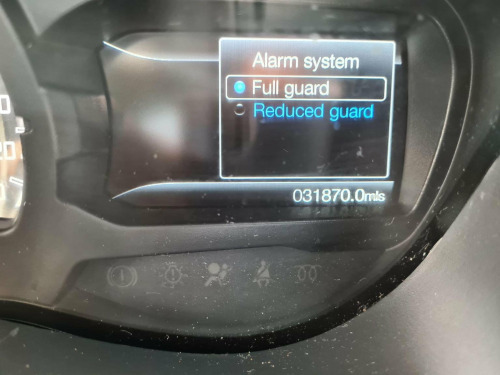 Alarm system
Full guard
Reduced guard
031870.0mls